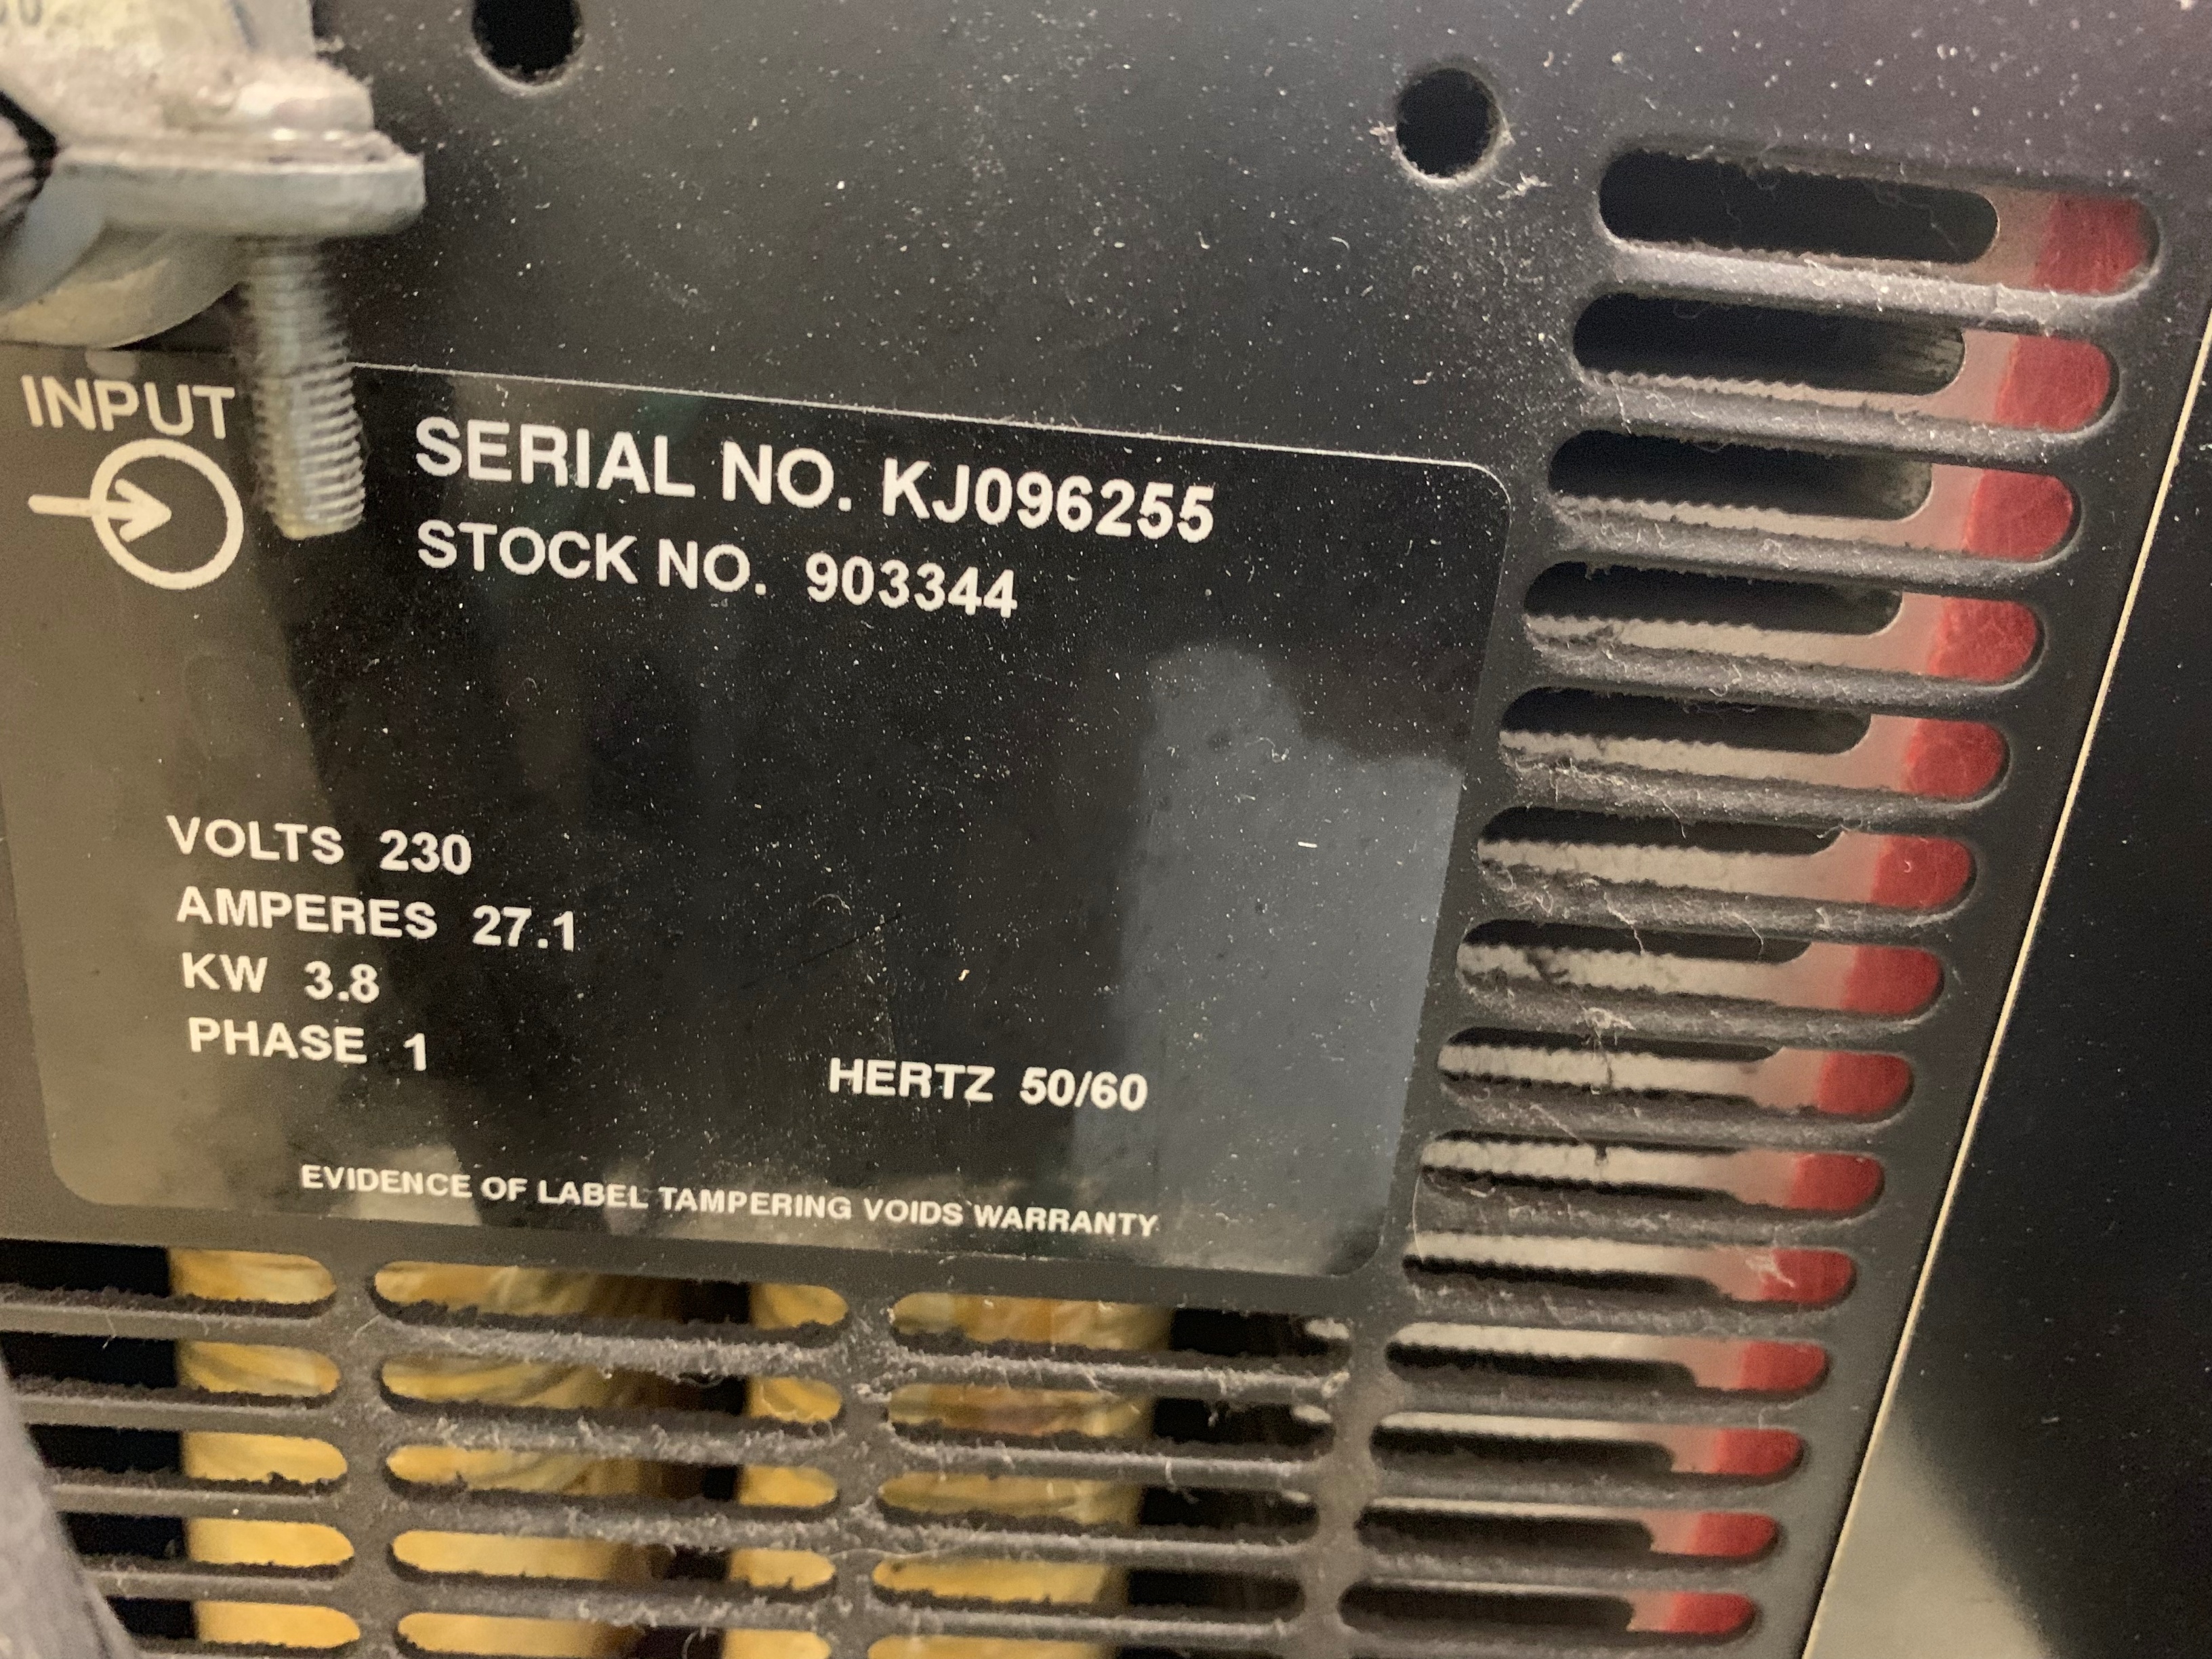 INPUT
SERIAL NO. KJ096255
STOCK NO. 903344
VOLTS 230
AMPERES 27.1
KW 3.8
PHASE 1
HERTZ 50/60
EVIDENCE OF LABEL TAMPERING VOIDS WARRANTY